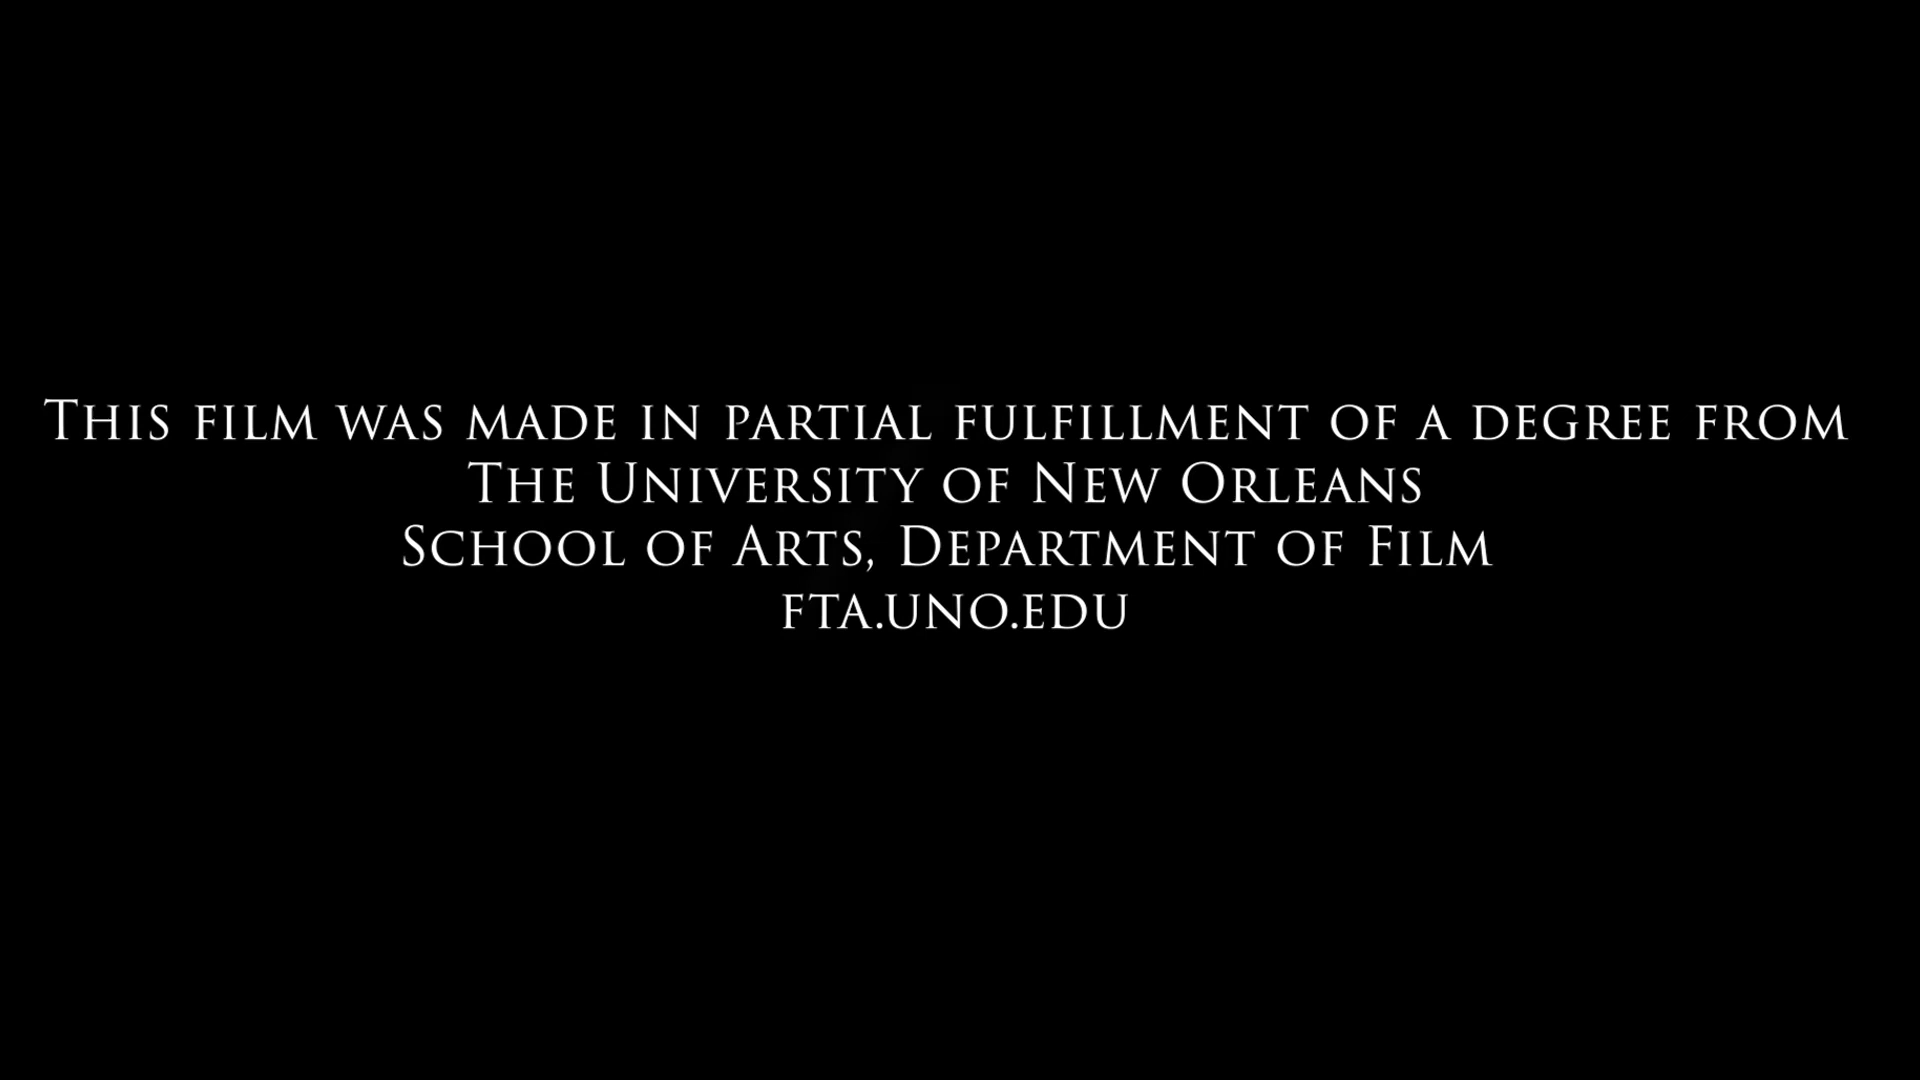 This film was made in partial fulfillment of a degree from
The University of New Orleans
School of Arts, Department of Film
fta.uno.edu